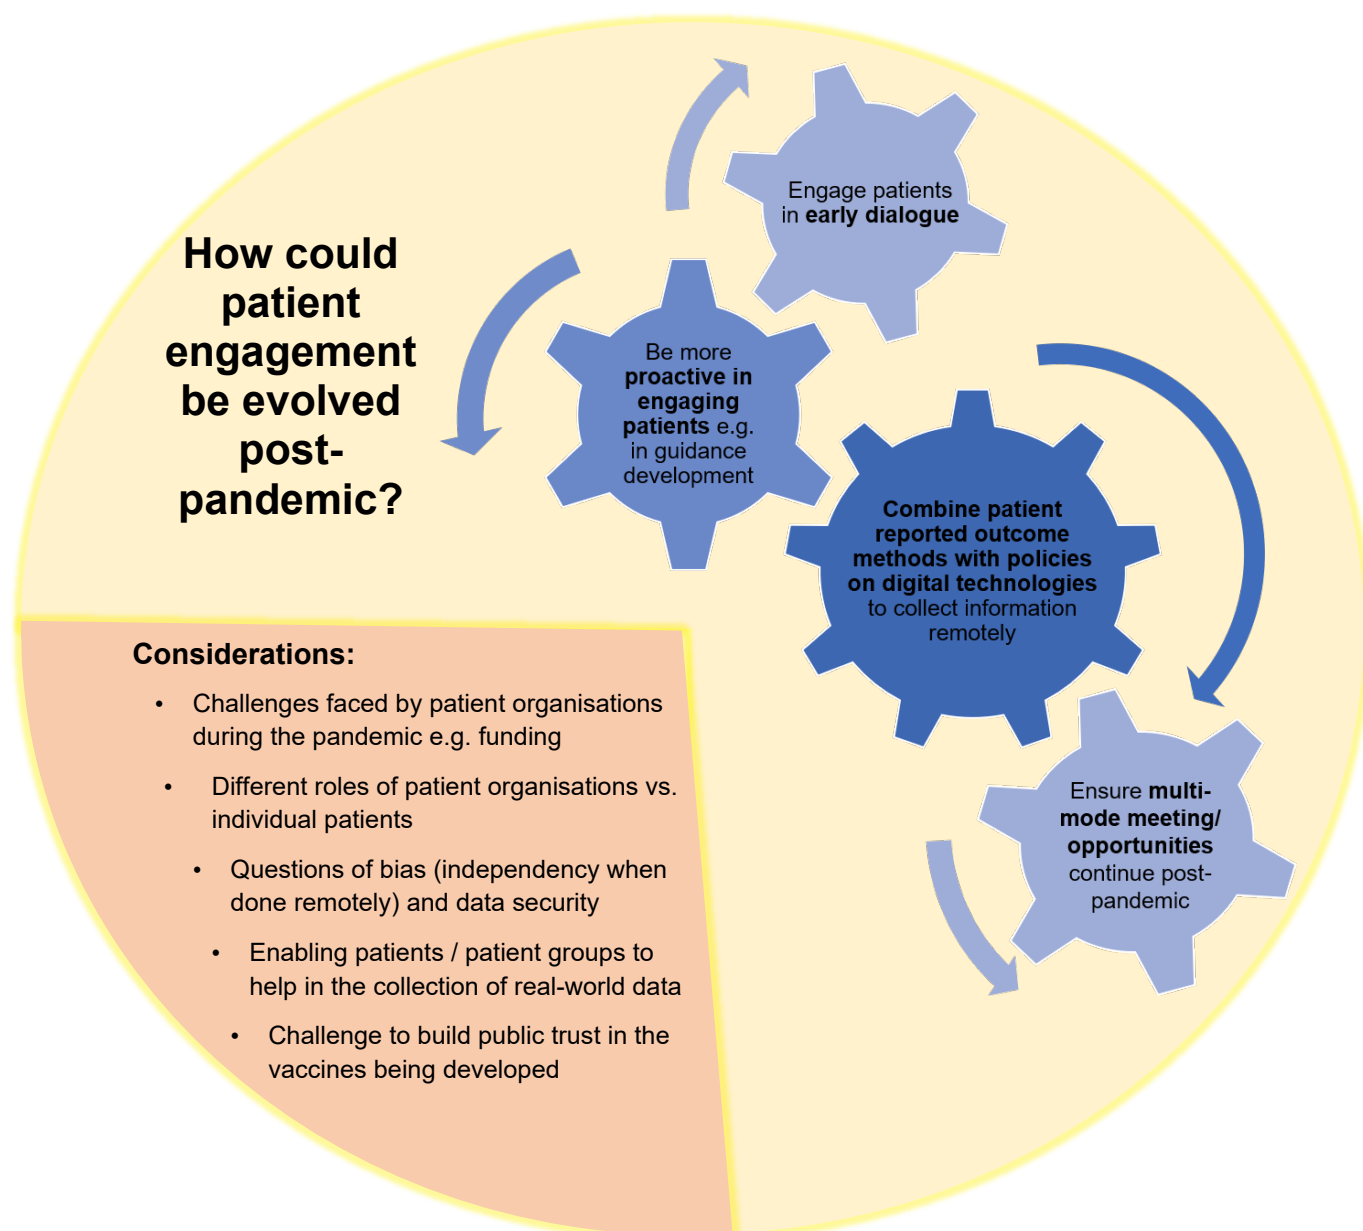 How could
patient
engagement
be evolved
post-
pandemic?
Engage patients
in early dialogue
Be more
proactive in
engaging
patients e.g.
in guidance
development
Combine patient
reported outcome
methods with policies
on digital technologies
to collect information
remotely
Ensure multi-
mode meeting/
opportunities
continue post-
pandemic
Considerations:
• Challenges faced by patient organisations
during the pandemic e.g. funding
• Different roles of patient organisations vs.
individual patients
• Questions of bias (independency when
done remotely) and data security
• Enabling patients / patient groups to
help in the collection of real-world data
• Challenge to build public trust in the
vaccines being developed